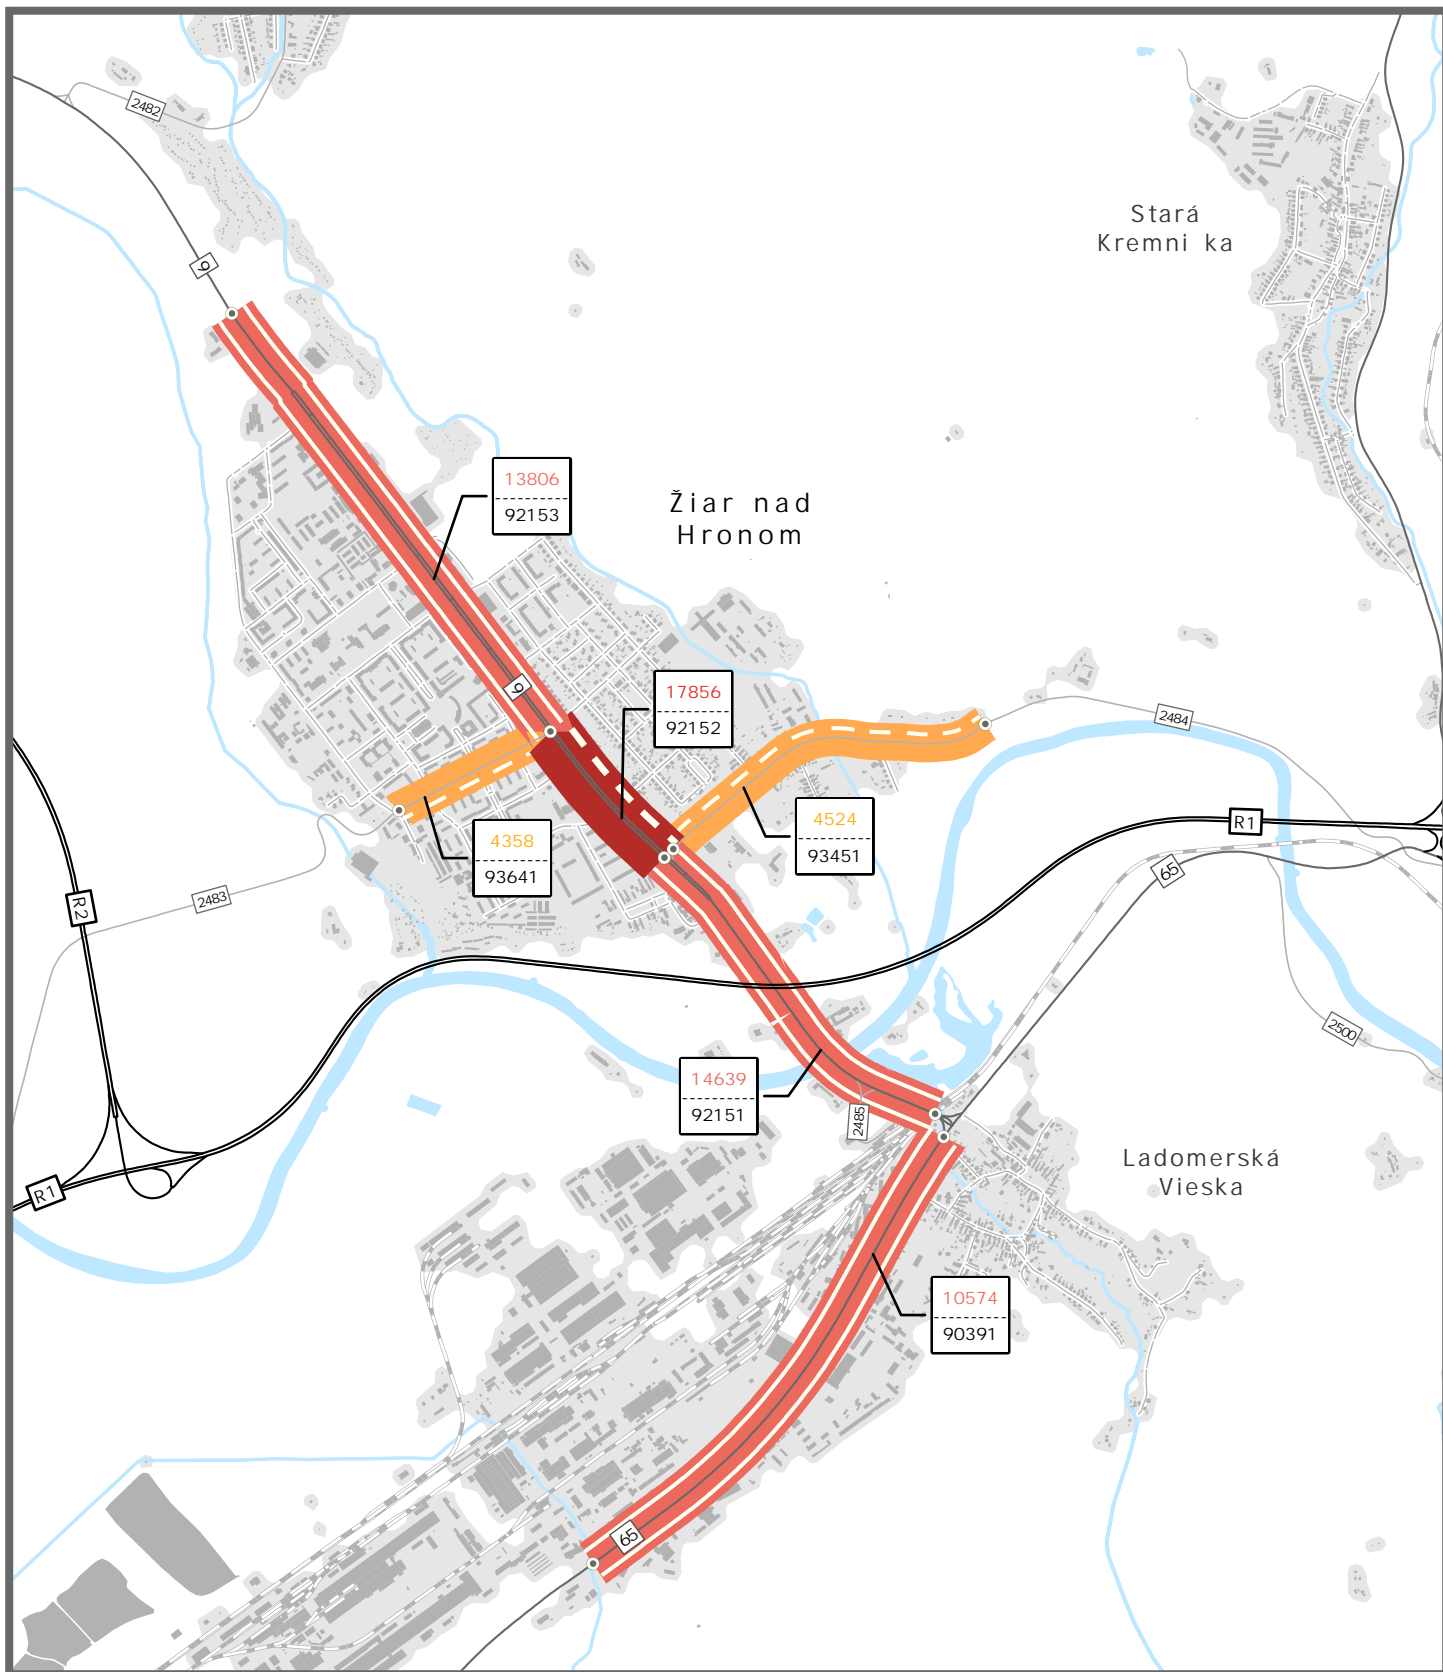 2482
Stará
Kremni ka
9
13806
92153
Žiar nad
Hronom
9
17856
92152
2484
4358
93641
4524
93451
R1
65
R2
2483
2500
14639
92151
2485
Ladomerská
Vieska
R1
10574
90391
65